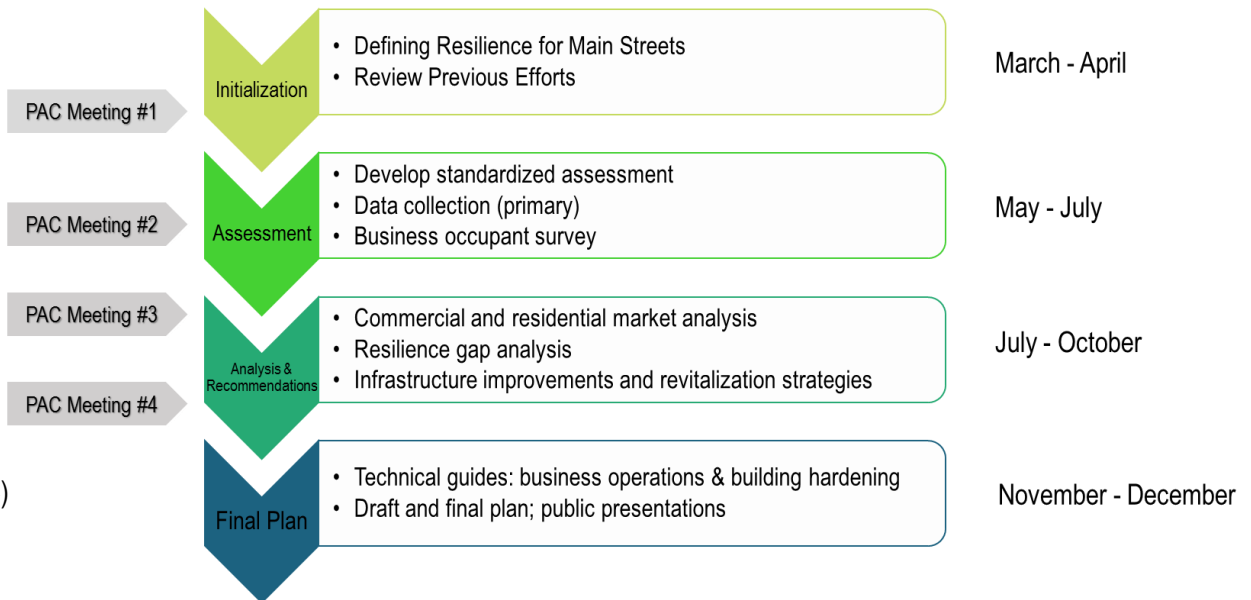 • Defining Resilience for Main Streets
• Review Previous Efforts
Initialization
March - April
PAC Meeting #1
• Develop standardized assessment
• Data collection (primary)
• Business occupant survey
Assessment
May - July
PAC Meeting #2
PAC Meeting #3
• Commercial and residential market analysis
• Resilience gap analysis
• Infrastructure improvements and revitalization strategies
Analysis &
Recommendations
July - October
PAC Meeting #4
• Technical guides: business operations & building hardening
• Draft and final plan; public presentations
Final Plan
November - December
)